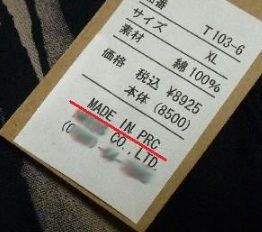 品番 T103-6
サイズ XL
素材 綿100%
価格 税込 ¥8925
本体 (8500)
MADE IN PRC
CO.,LTD.